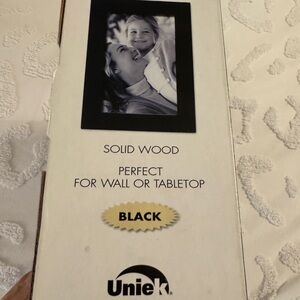 SOLID WOOD
PERFECT
FOR WALL OR TABLETOP
BLACK
Uniek